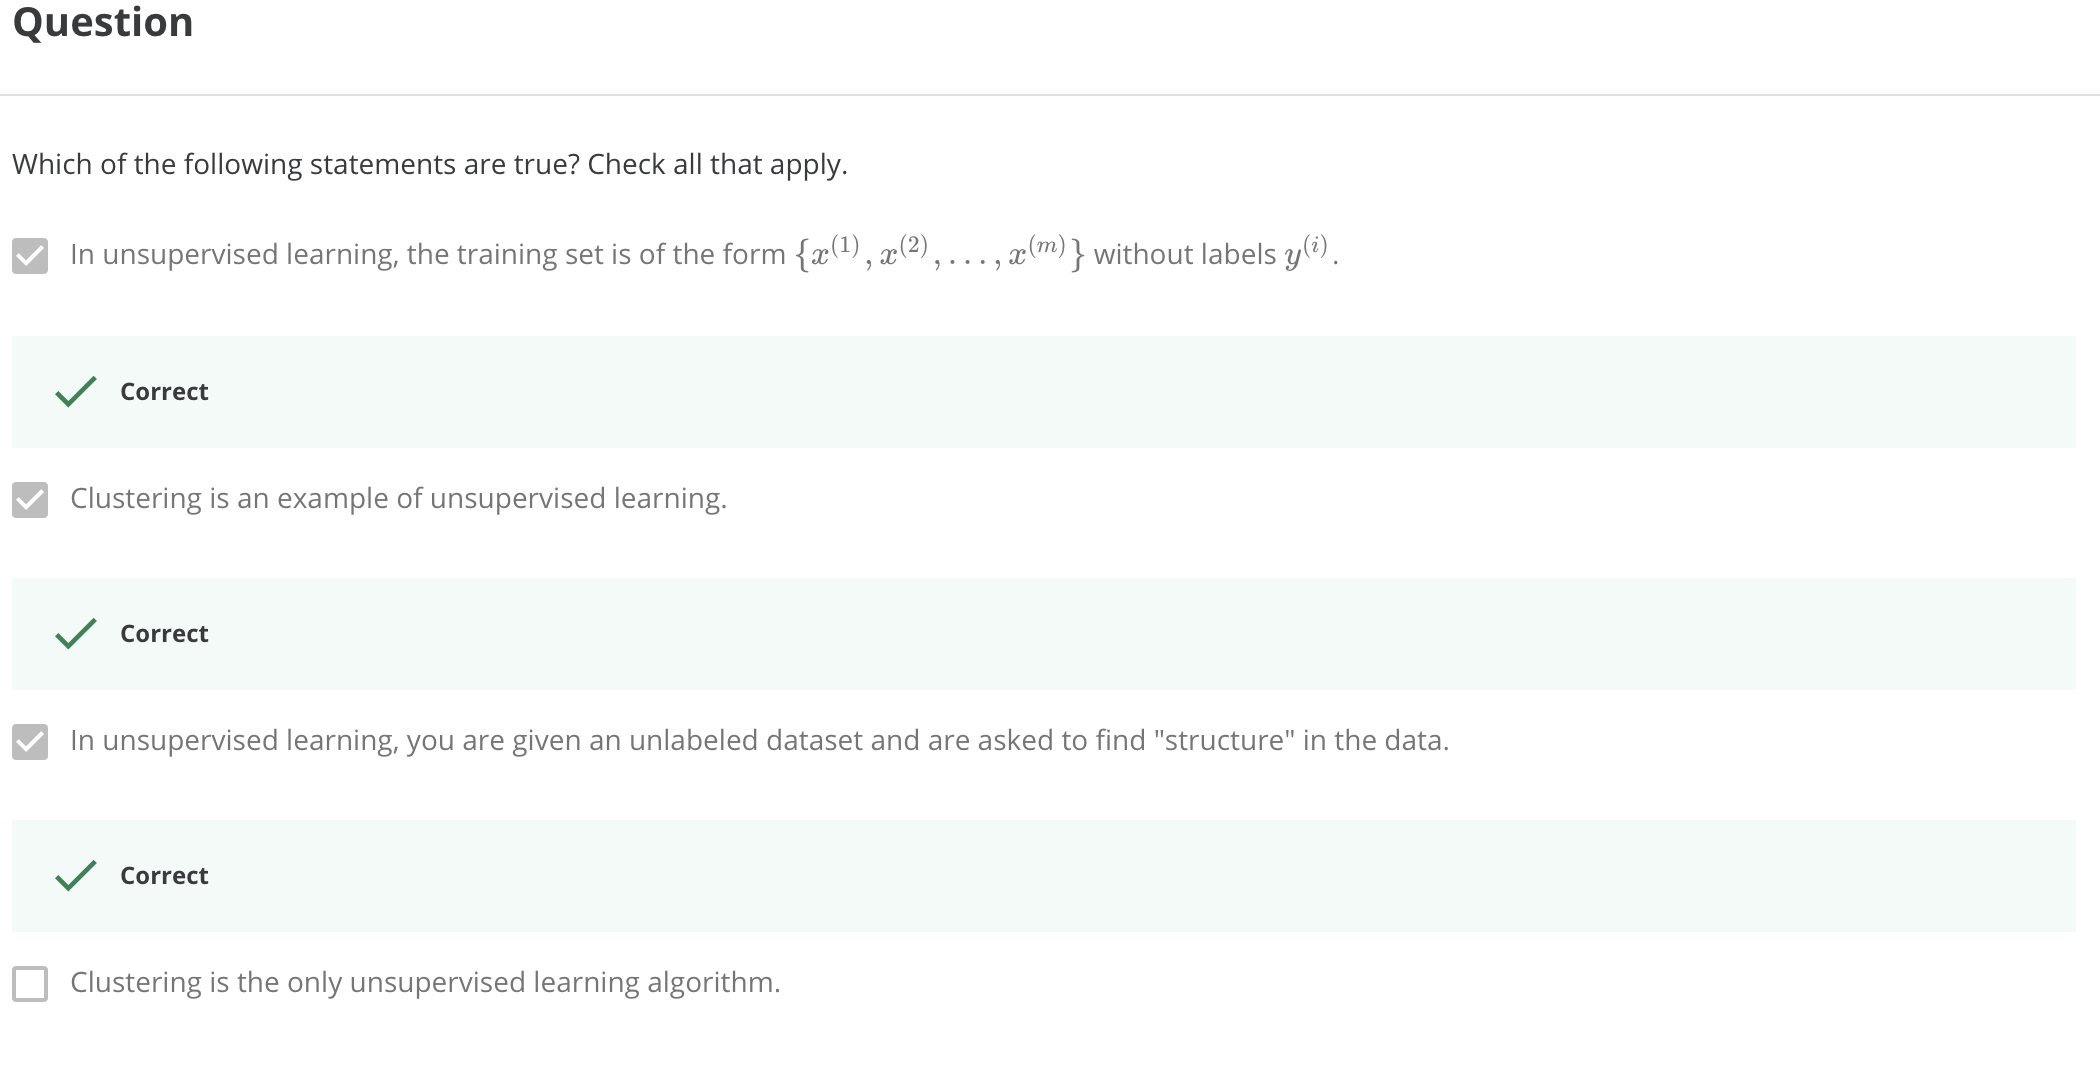 Question
Which of the following statements are true? Check all that apply.
In unsupervised learning, the training set is of the form {x⁽¹⁾, x⁽²⁾, . . . , x⁽ᵐ⁾} without labels y⁽ⁱ⁾.
Correct
Clustering is an example of unsupervised learning.
Correct
In unsupervised learning, you are given an unlabeled dataset and are asked to find "structure" in the data.
Correct
Clustering is the only unsupervised learning algorithm.